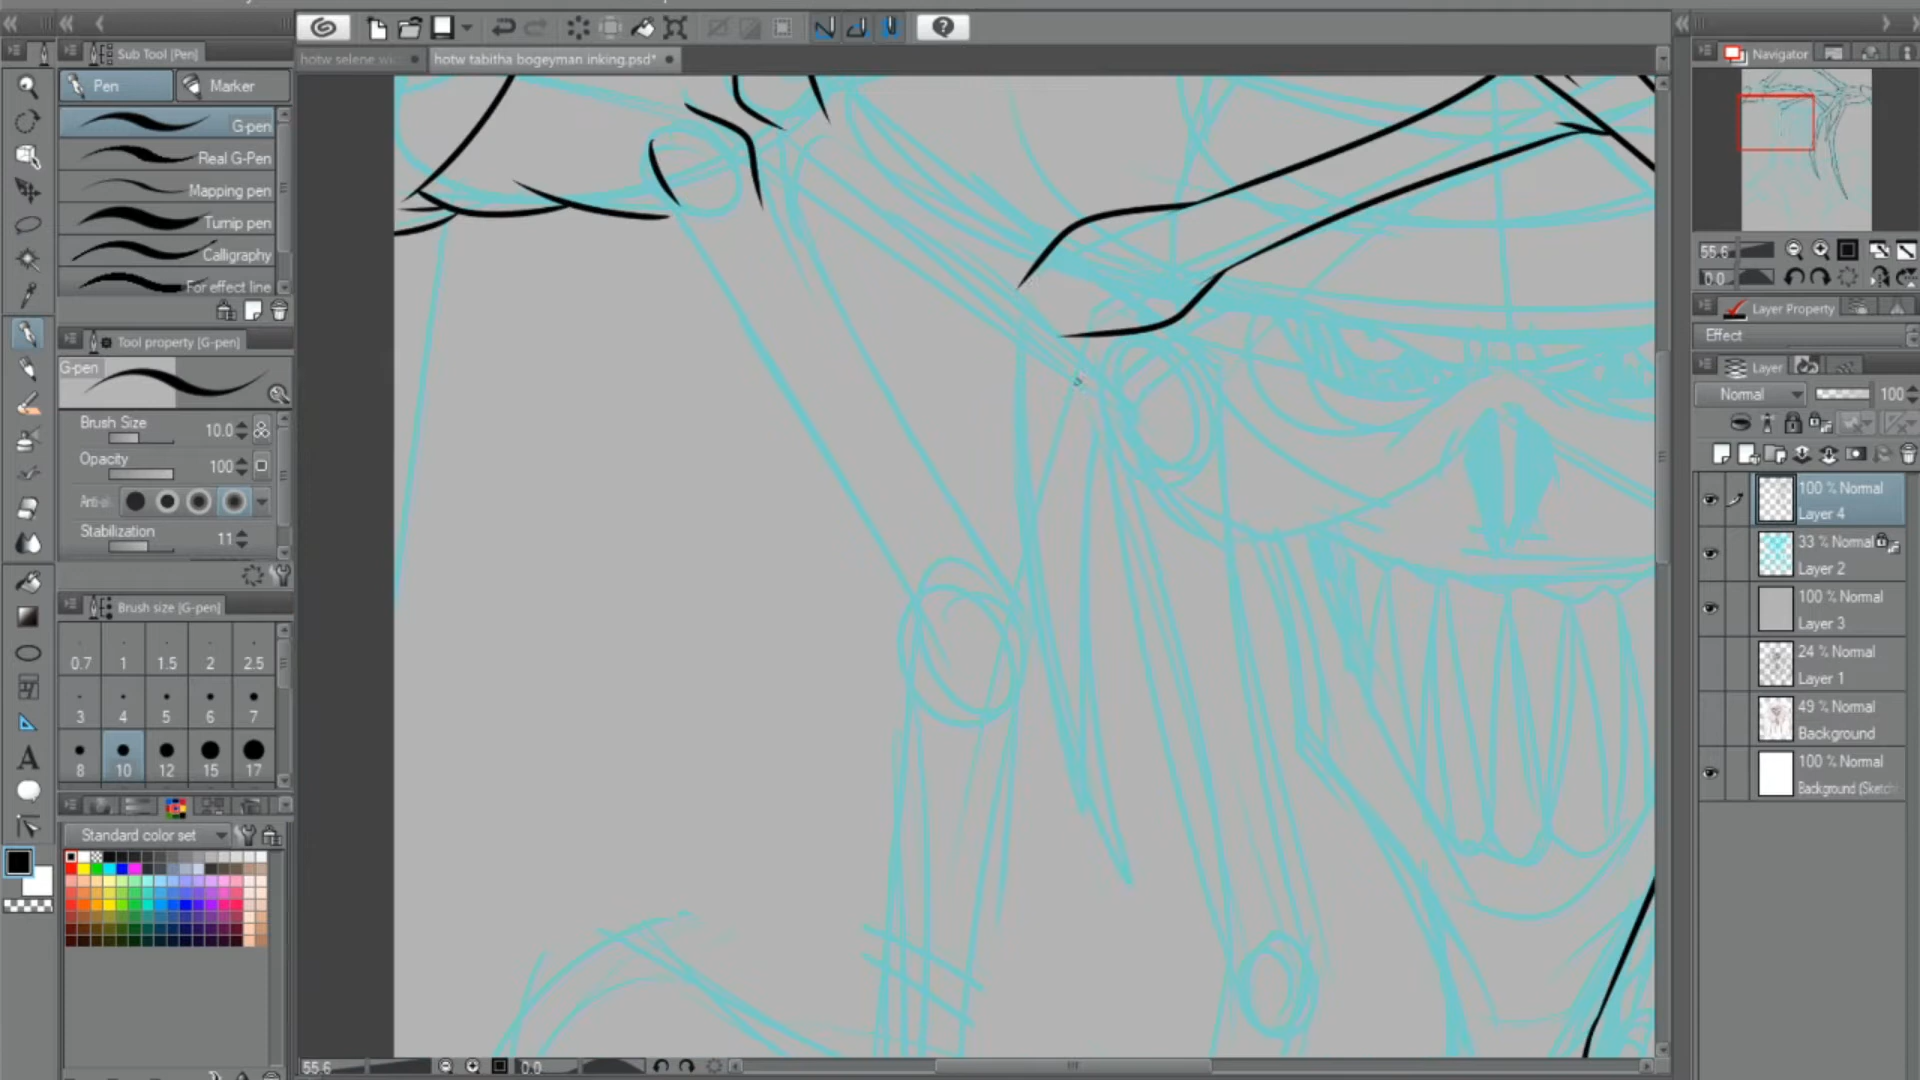 Sub Tool [Pen]
Pen
Marker
G-pen
Real G-Pen
Mapping pen
Turnip pen
Calligraphy
For effect line
Tool property [G-pen]
G-pen
Brush Size
10.0
Opacity
100
Stabilization
11
Brush size [G-pen]
0.7 1 1.5 2 2.5
3 4 5 6 7
8 10 12 15 17
Standard color set
A
hotw selene
hotw tabitha bogeyman inking.psd*
55.6
0.0
Navigator
55.6
0.0
Layer Property
Effect
Layer
Normal
100
100 % Normal
Layer 4
33 % Normal
Layer 2
100 % Normal
Layer 3
24 % Normal
Layer 1
49 % Normal
Background
100 % Normal
Background (Sketch